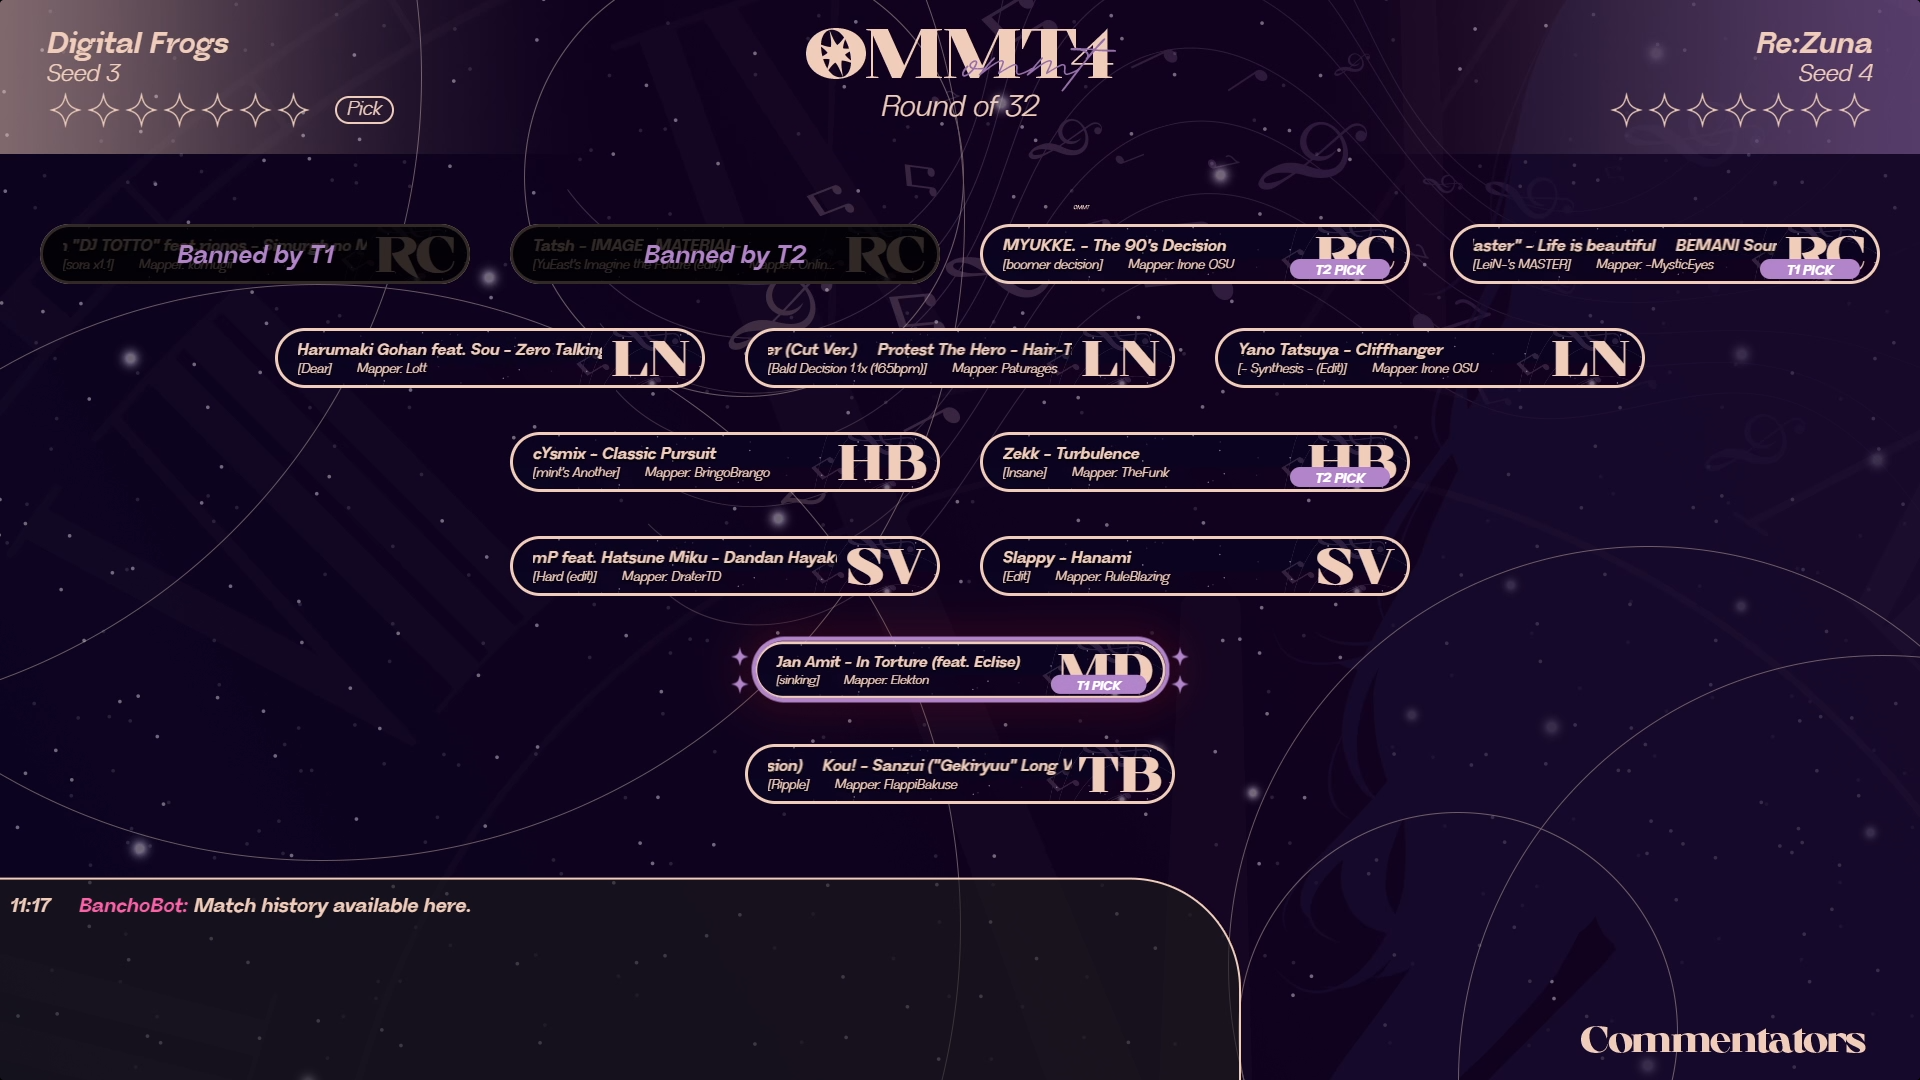 Digital Frogs
Seed 3
Pick
OMMT4
ommt
Round of 32
Re:Zuna
Seed 4
OMMT
"DJ TOTTO" feat.
[sora x1.1] Mapper: kumugii
Banned by T1
RC
Tatsh - IMAGE -MATERIAL-
[YuEast's Imagine the Future (edit)] Mapper: Unlin...
Banned by T2
RC
MYUKKE. - The 90's Decision
[boomer decision] Mapper: Irone OSU
RC
T2 PICK
aster" - Life is beautiful BEMANI Sour
[LeiN-'s MASTER] Mapper: -MysticEyes
RC
T1 PICK
Harumaki Gohan feat. Sou - Zero Talking
[Dear] Mapper: Lott
LN
er (Cut Ver.) Protest The Hero - Hair-T
[Bald Decision 1.1x (165bpm)] Mapper: Paturages
LN
Yano Tatsuya - Cliffhanger
[- Synthesis - (Edit)] Mapper: Irone OSU
LN
cYsmix - Classic Pursuit
[mint's Another] Mapper: BringoBrango
HB
Zekk - Turbulence
[Insane] Mapper: TheFunk
HB
T2 PICK
mP feat. Hatsune Miku - Dandan Hayak
[Hard (edit)] Mapper: DraterTD
SV
Slappy - Hanami
[Edit] Mapper: RuleBlazing
SV
Jan Amit - In Torture (feat. Eclise)
[sinking] Mapper: Elekton
MD
T1 PICK
sion) Kou! - Sanzui ("Gekiryuu" Long V
[Ripple] Mapper: FlappiBakuse
TB
11:17 BanchoBot: Match history available here.
Commentators